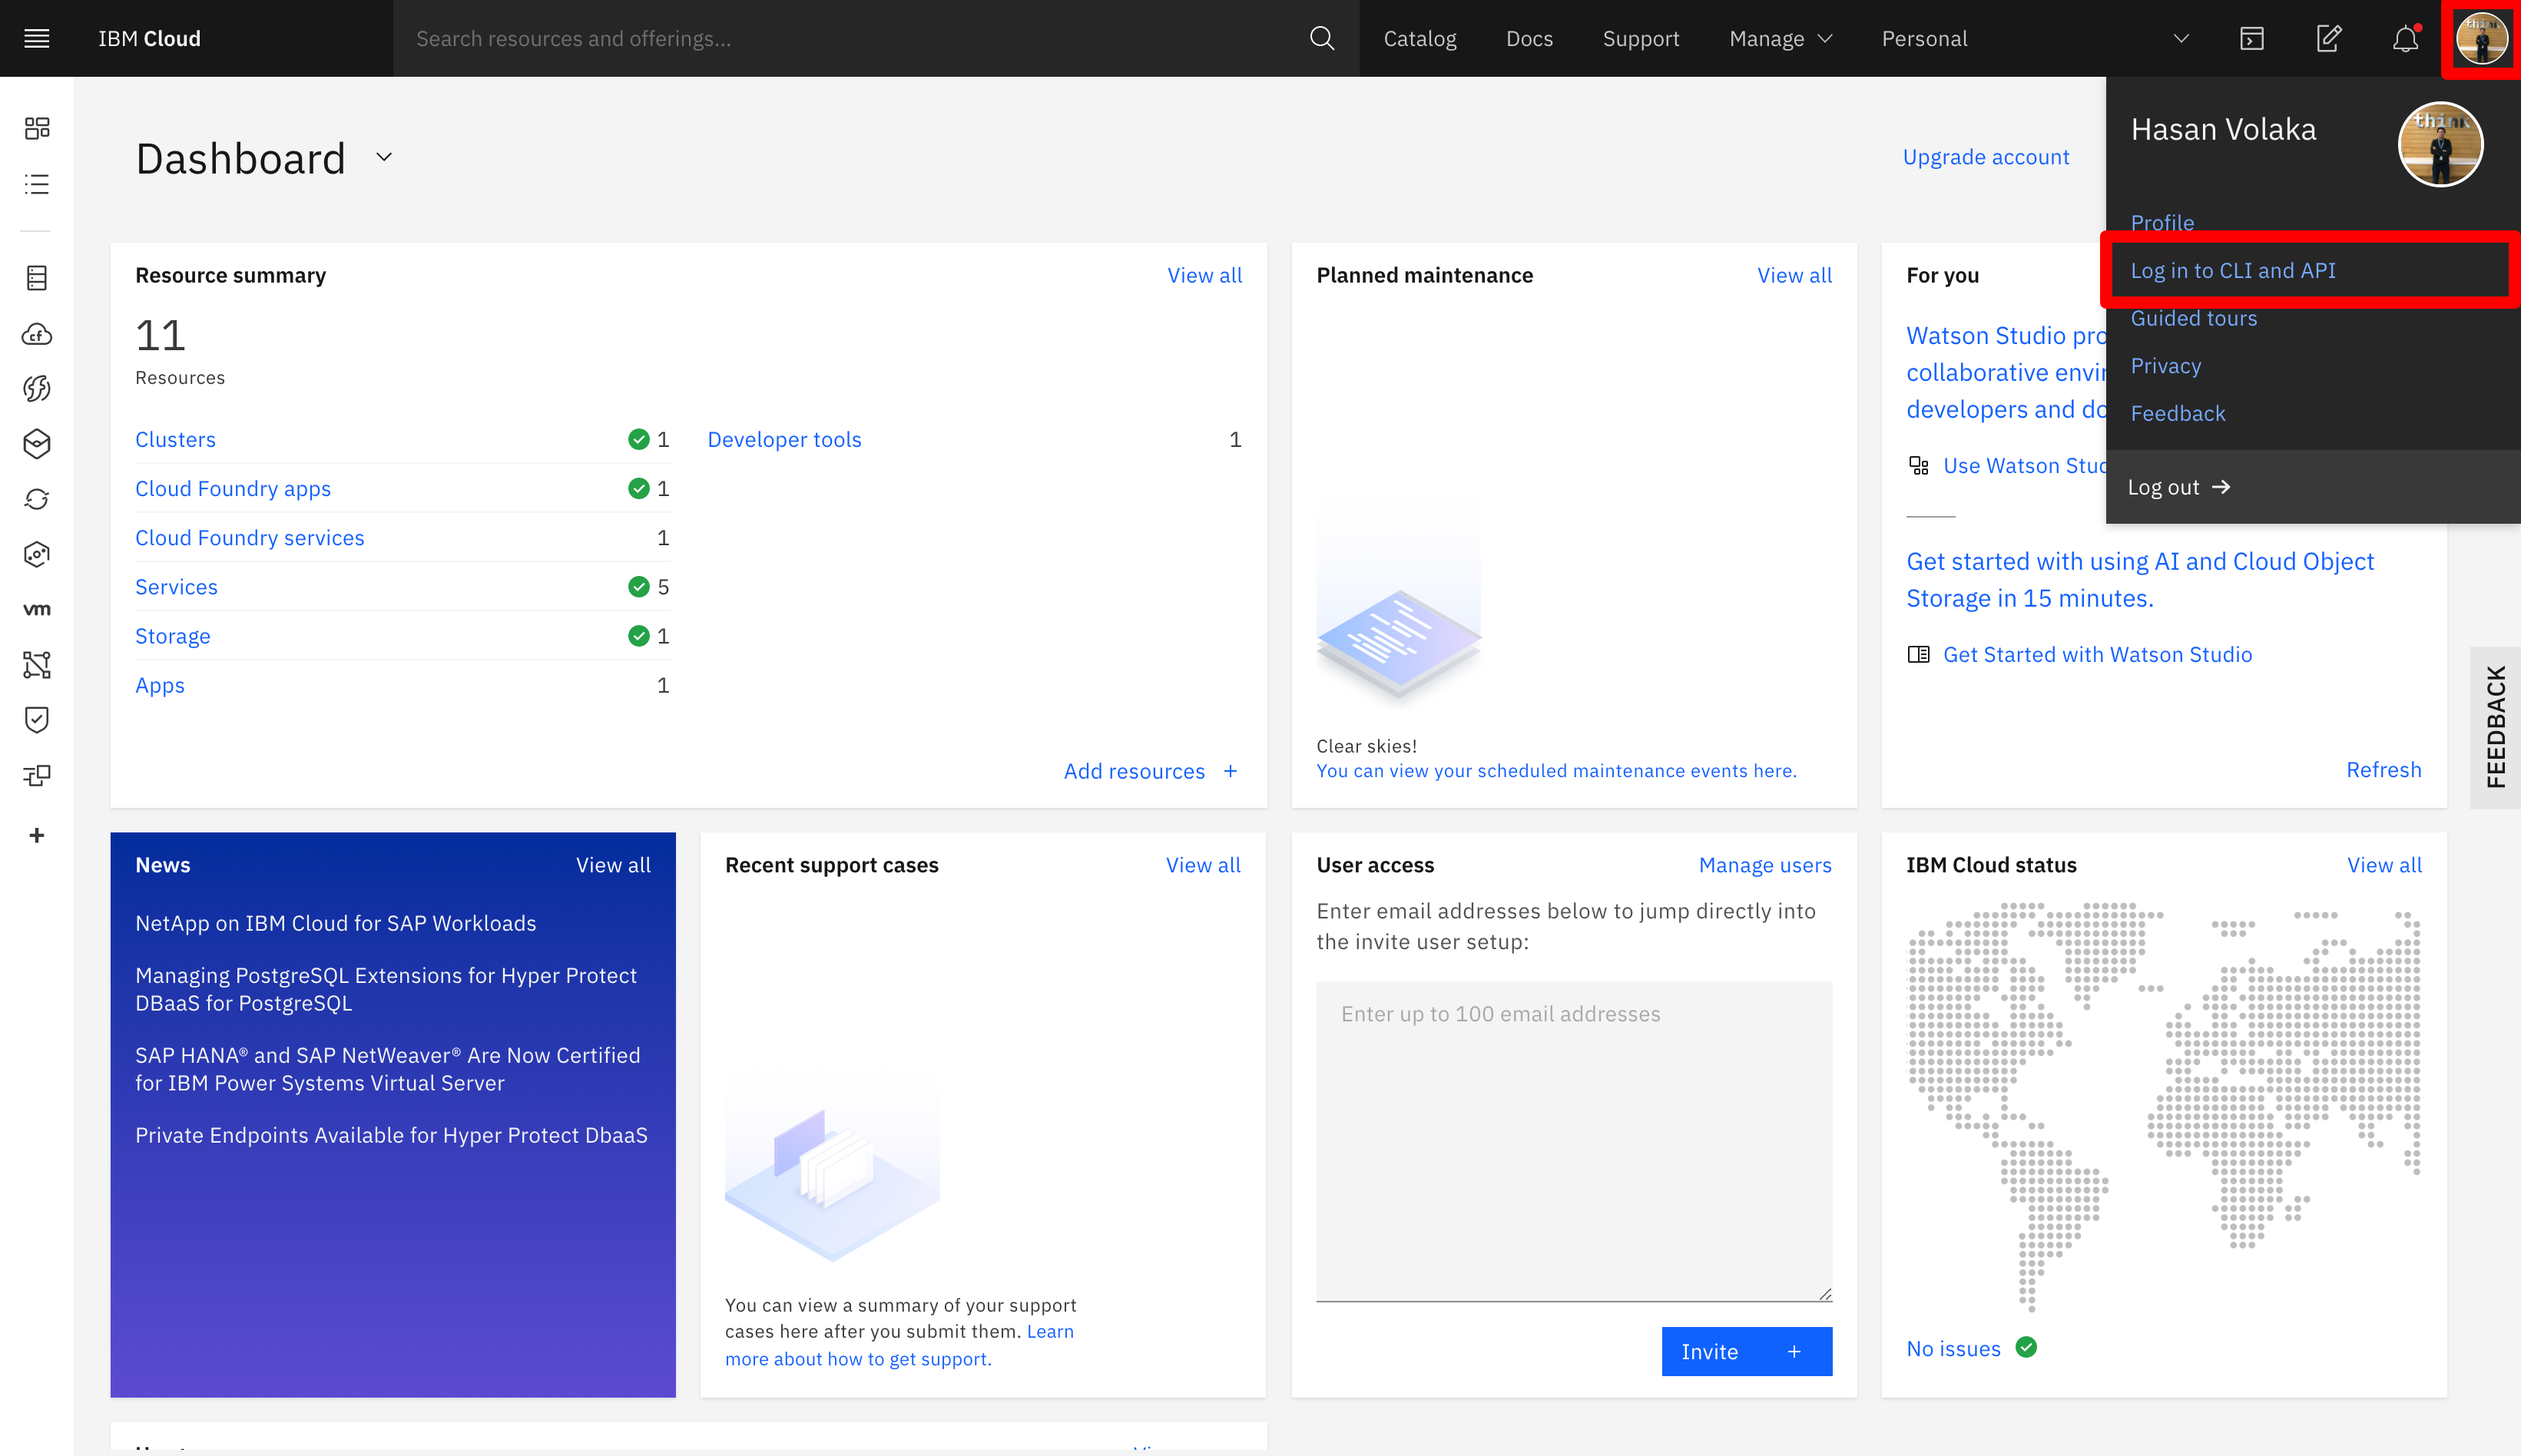 IBM Cloud
Search resources and offerings...
Catalog
Docs
Support
Manage
Personal
think
Hasan Volaka
think
Profile
Log in to CLI and API
Guided tours
Privacy
Feedback
Log out
Dashboard
Upgrade account
Resource summary
View all
11
Resources
Clusters
1
Cloud Foundry apps
1
Cloud Foundry services
1
Services
5
Storage
1
Apps
1
Developer tools
1
Add resources +
Planned maintenance
View all
Clear skies!
You can view your scheduled maintenance events here.
For you
Watson Studio
collaborative
developers and
Use Watson
Get started with using AI and Cloud Object
Storage in 15 minutes.
Get Started with Watson Studio
Refresh
FEEDBACK
cf
vm
+
News
View all
NetApp on IBM Cloud for SAP Workloads
Managing PostgreSQL Extensions for Hyper Protect
DBaaS for PostgreSQL
SAP HANA® and SAP NetWeaver® Are Now Certified
for IBM Power Systems Virtual Server
Private Endpoints Available for Hyper Protect DbaaS
Recent support cases
View all
You can view a summary of your support
cases here after you submit them. Learn
more about how to get support.
User access
Manage users
Enter email addresses below to jump directly into
the invite user setup:
Enter up to 100 email addresses
Invite +
IBM Cloud status
View all
No issues